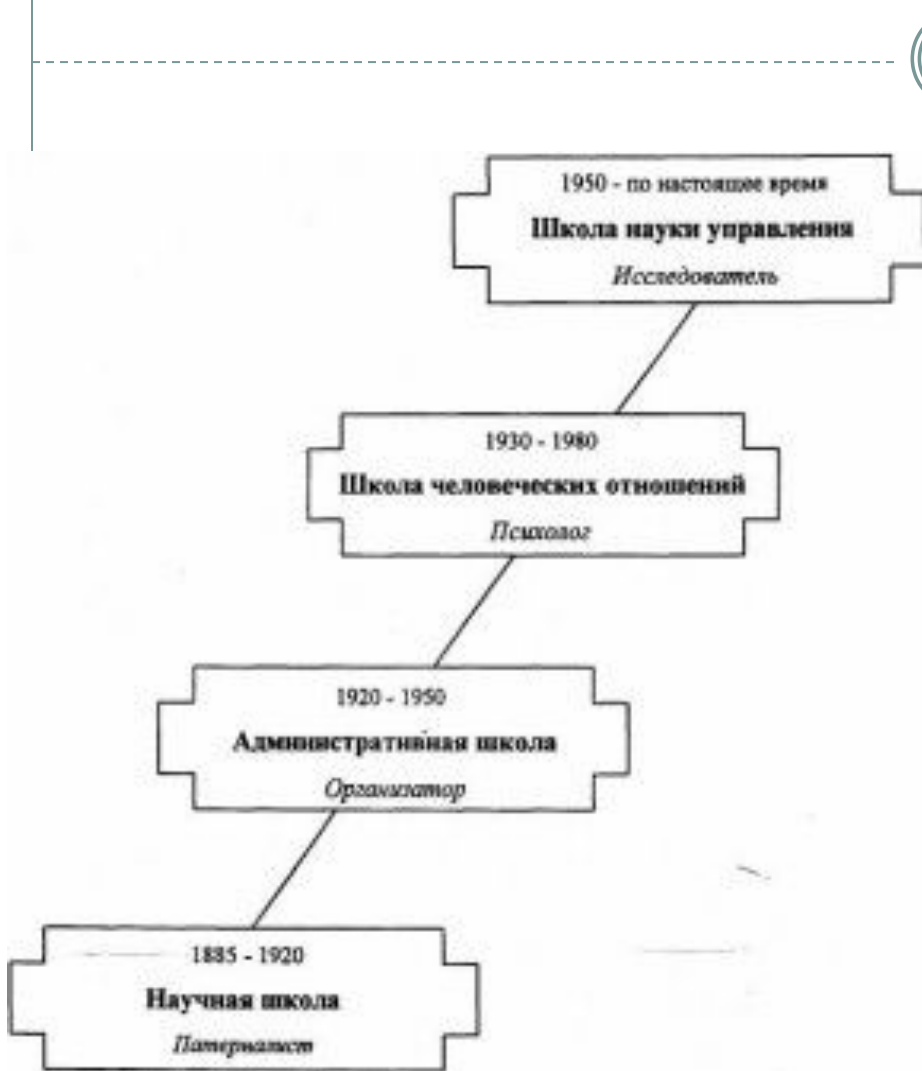 1950 - по настоящее время
Школа науки управления
Исследователь
1930 - 1980
Школа человеческих отношений
Психолог
1920 - 1950
Административная школа
Организатор
1885 - 1920
Научная школа
Патерналист